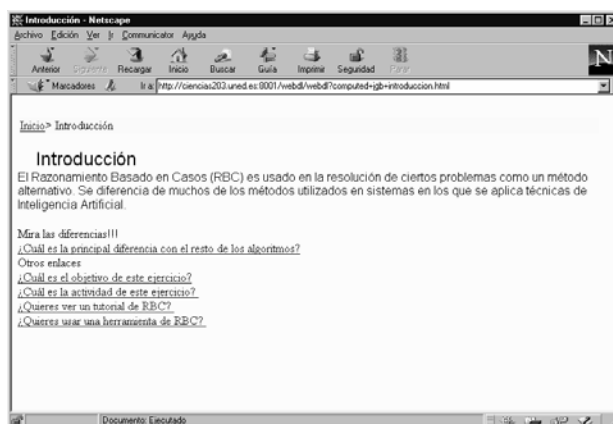 Introducción - Netscape
Archivo Edición Ver Ir Communicator Ayuda
Anterior Siguiente Recargar Inicio Buscar Guía Imprimir Seguridad Parar
N
Marcadores Ir a: http://ciencias203.uned.es:8001/webdl/webdl?computed+jgb+introduccion.html
Inicio> Introducción
Introducción
El Razonamiento Basado en Casos (RBC) es usado en la resolución de ciertos problemas como un método
alternativo. Se diferencia de muchos de los métodos utilizados en sistemas en los que se aplica técnicas de
Inteligencia Artificial.
Mira las diferencias!!!
¿Cuál es la principal diferencia con el resto de los algoritmos?
Otros enlaces
¿Cuál es el objetivo de este ejercicio?
¿Cuál es la actividad de este ejercicio?
¿Quieres ver un tutorial de RBC?
¿Quieres usar una herramienta de RBC?
Documento: Ejecutado